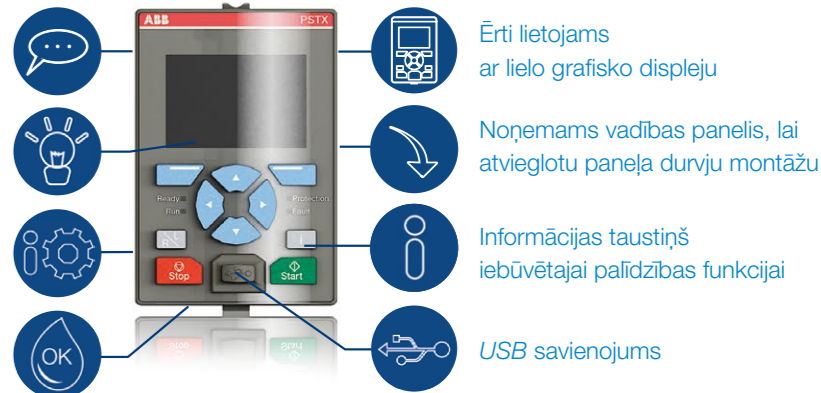 ABB PSTX
Ērti lietojams
ar lielo grafisko displeju
Noņemams vadības panelis, lai
atvieglotu paneļa durvju montāžu
Ready Protection
Run Fault
R L i
Informācijas taustiņš
iebūvētajai palīdzības funkcijai
Stop Start
OK
USB savienojums